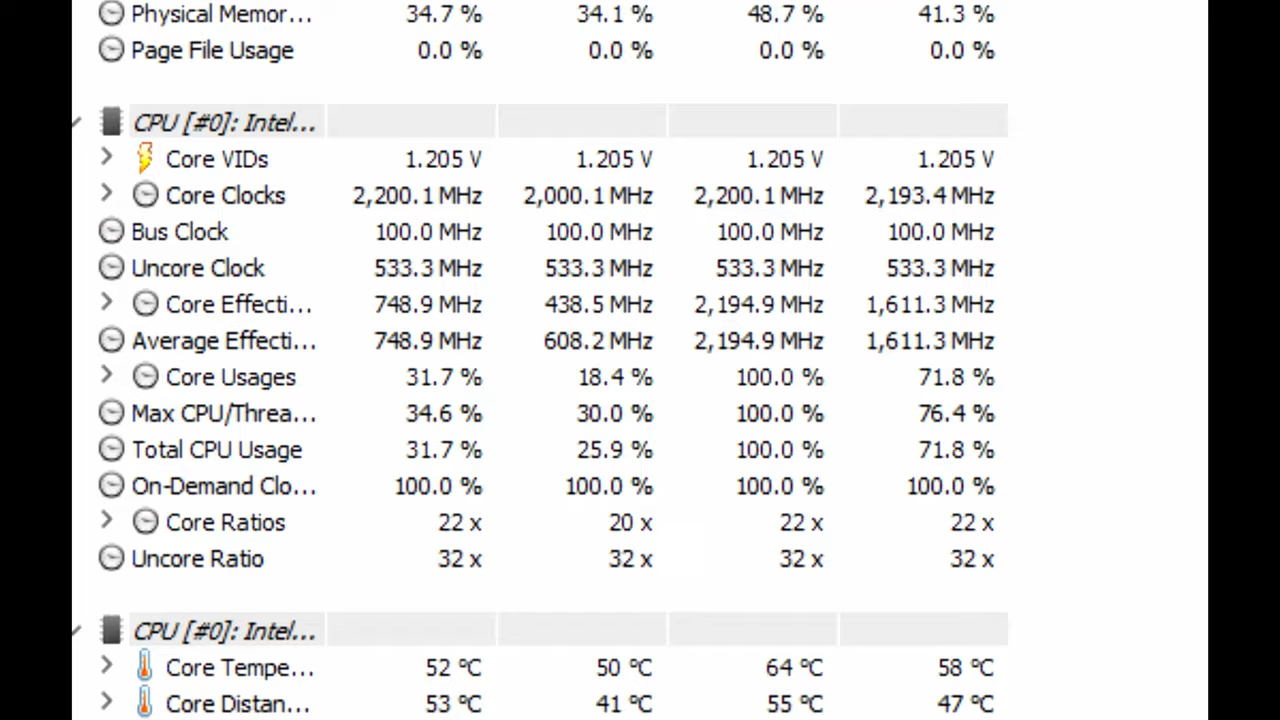 Physical Memor... 34.7 % 34.1 % 48.7 % 41.3 %
Page File Usage 0.0 % 0.0 % 0.0 % 0.0 %
CPU [#0]: Intel...
Core VIDs 1.205 V 1.205 V 1.205 V 1.205 V
Core Clocks 2,200.1 MHz 2,000.1 MHz 2,200.1 MHz 2,193.4 MHz
Bus Clock 100.0 MHz 100.0 MHz 100.0 MHz 100.0 MHz
Uncore Clock 533.3 MHz 533.3 MHz 533.3 MHz 533.3 MHz
Core Effecti... 748.9 MHz 438.5 MHz 2,194.9 MHz 1,611.3 MHz
Average Effecti... 748.9 MHz 608.2 MHz 2,194.9 MHz 1,611.3 MHz
Core Usages 31.7 % 18.4 % 100.0 % 71.8 %
Max CPU/Threa... 34.6 % 30.0 % 100.0 % 76.4 %
Total CPU Usage 31.7 % 25.9 % 100.0 % 71.8 %
On-Demand Clo... 100.0 % 100.0 % 100.0 % 100.0 %
Core Ratios 22 x 20 x 22 x 22 x
Uncore Ratio 32 x 32 x 32 x 32 x
CPU [#0]: Intel...
Core Tempe... 52 °C 50 °C 64 °C 58 °C
Core Distan... 53 °C 41 °C 55 °C 47 °C